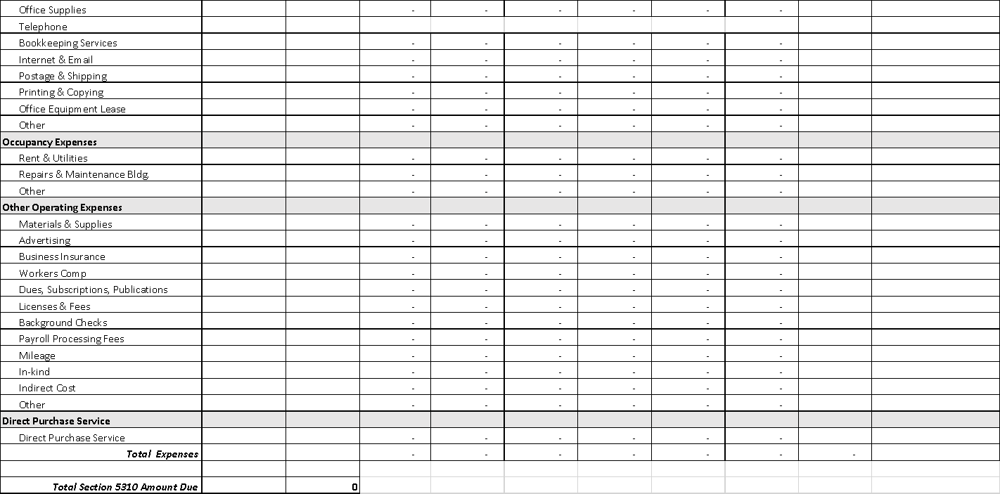 Office Supplies - - - - - -
Telephone
Bookkeeping Services - - - - - -
Internet & Email - - - - - -
Postage & Shipping - - - - - -
Printing & Copying - - - - - -
Office Equipment Lease - - - - - -
Other - - - - - -
Occupancy Expenses
Rent & Utilities - - - - - -
Repairs & Maintenance Bldg. - - - - - -
Other - - - - - -
Other Operating Expenses
Materials & Supplies - - - - - -
Advertising - - - - - -
Business Insurance - - - - - -
Workers Comp - - - - - -
Dues, Subscriptions, Publications - - - - - -
Licenses & Fees - - - - - -
Background Checks - - - - - -
Payroll Processing Fees - - - - - -
Mileage - - - - - -
In-kind - - - - - -
Indirect Cost - - - - - -
Other - - - - - -
Direct Purchase Service
Direct Purchase Service - - - - - -
Total Expenses - - - - - - -
Total Section 5310 Amount Due 0